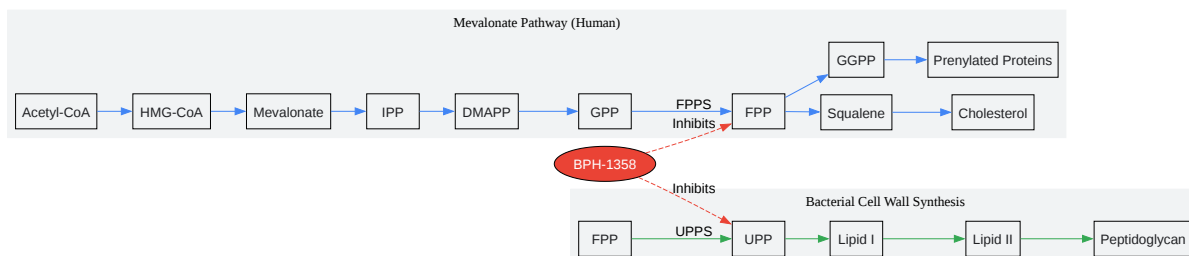 Mevalonate Pathway (Human)
GGPP
Prenylated Proteins
Acetyl-CoA
HMG-CoA
Mevalonate
IPP
DMAPP
GPP
FPPS
FPP
Squalene
Cholesterol
Inhibits
BPH-1358
Inhibits
Bacterial Cell Wall Synthesis
FPP
UPPS
UPP
Lipid I
Lipid II
Peptidoglycan